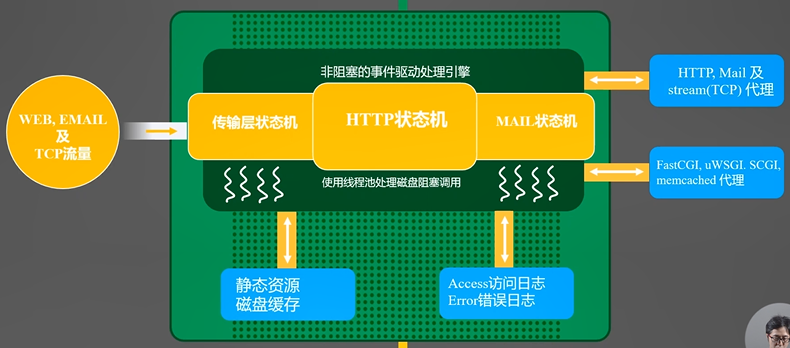 非阻塞的事件驱动处理引擎
WEB, EMAIL
及
TCP流量
传输层状态机
HTTP状态机
MAIL状态机
使用线程池处理磁盘阻塞调用
HTTP, Mail 及
stream(TCP) 代理
FastCGI, uWSGI. SCGI,
memcached 代理
静态资源
磁盘缓存
Access访问日志
Error错误日志